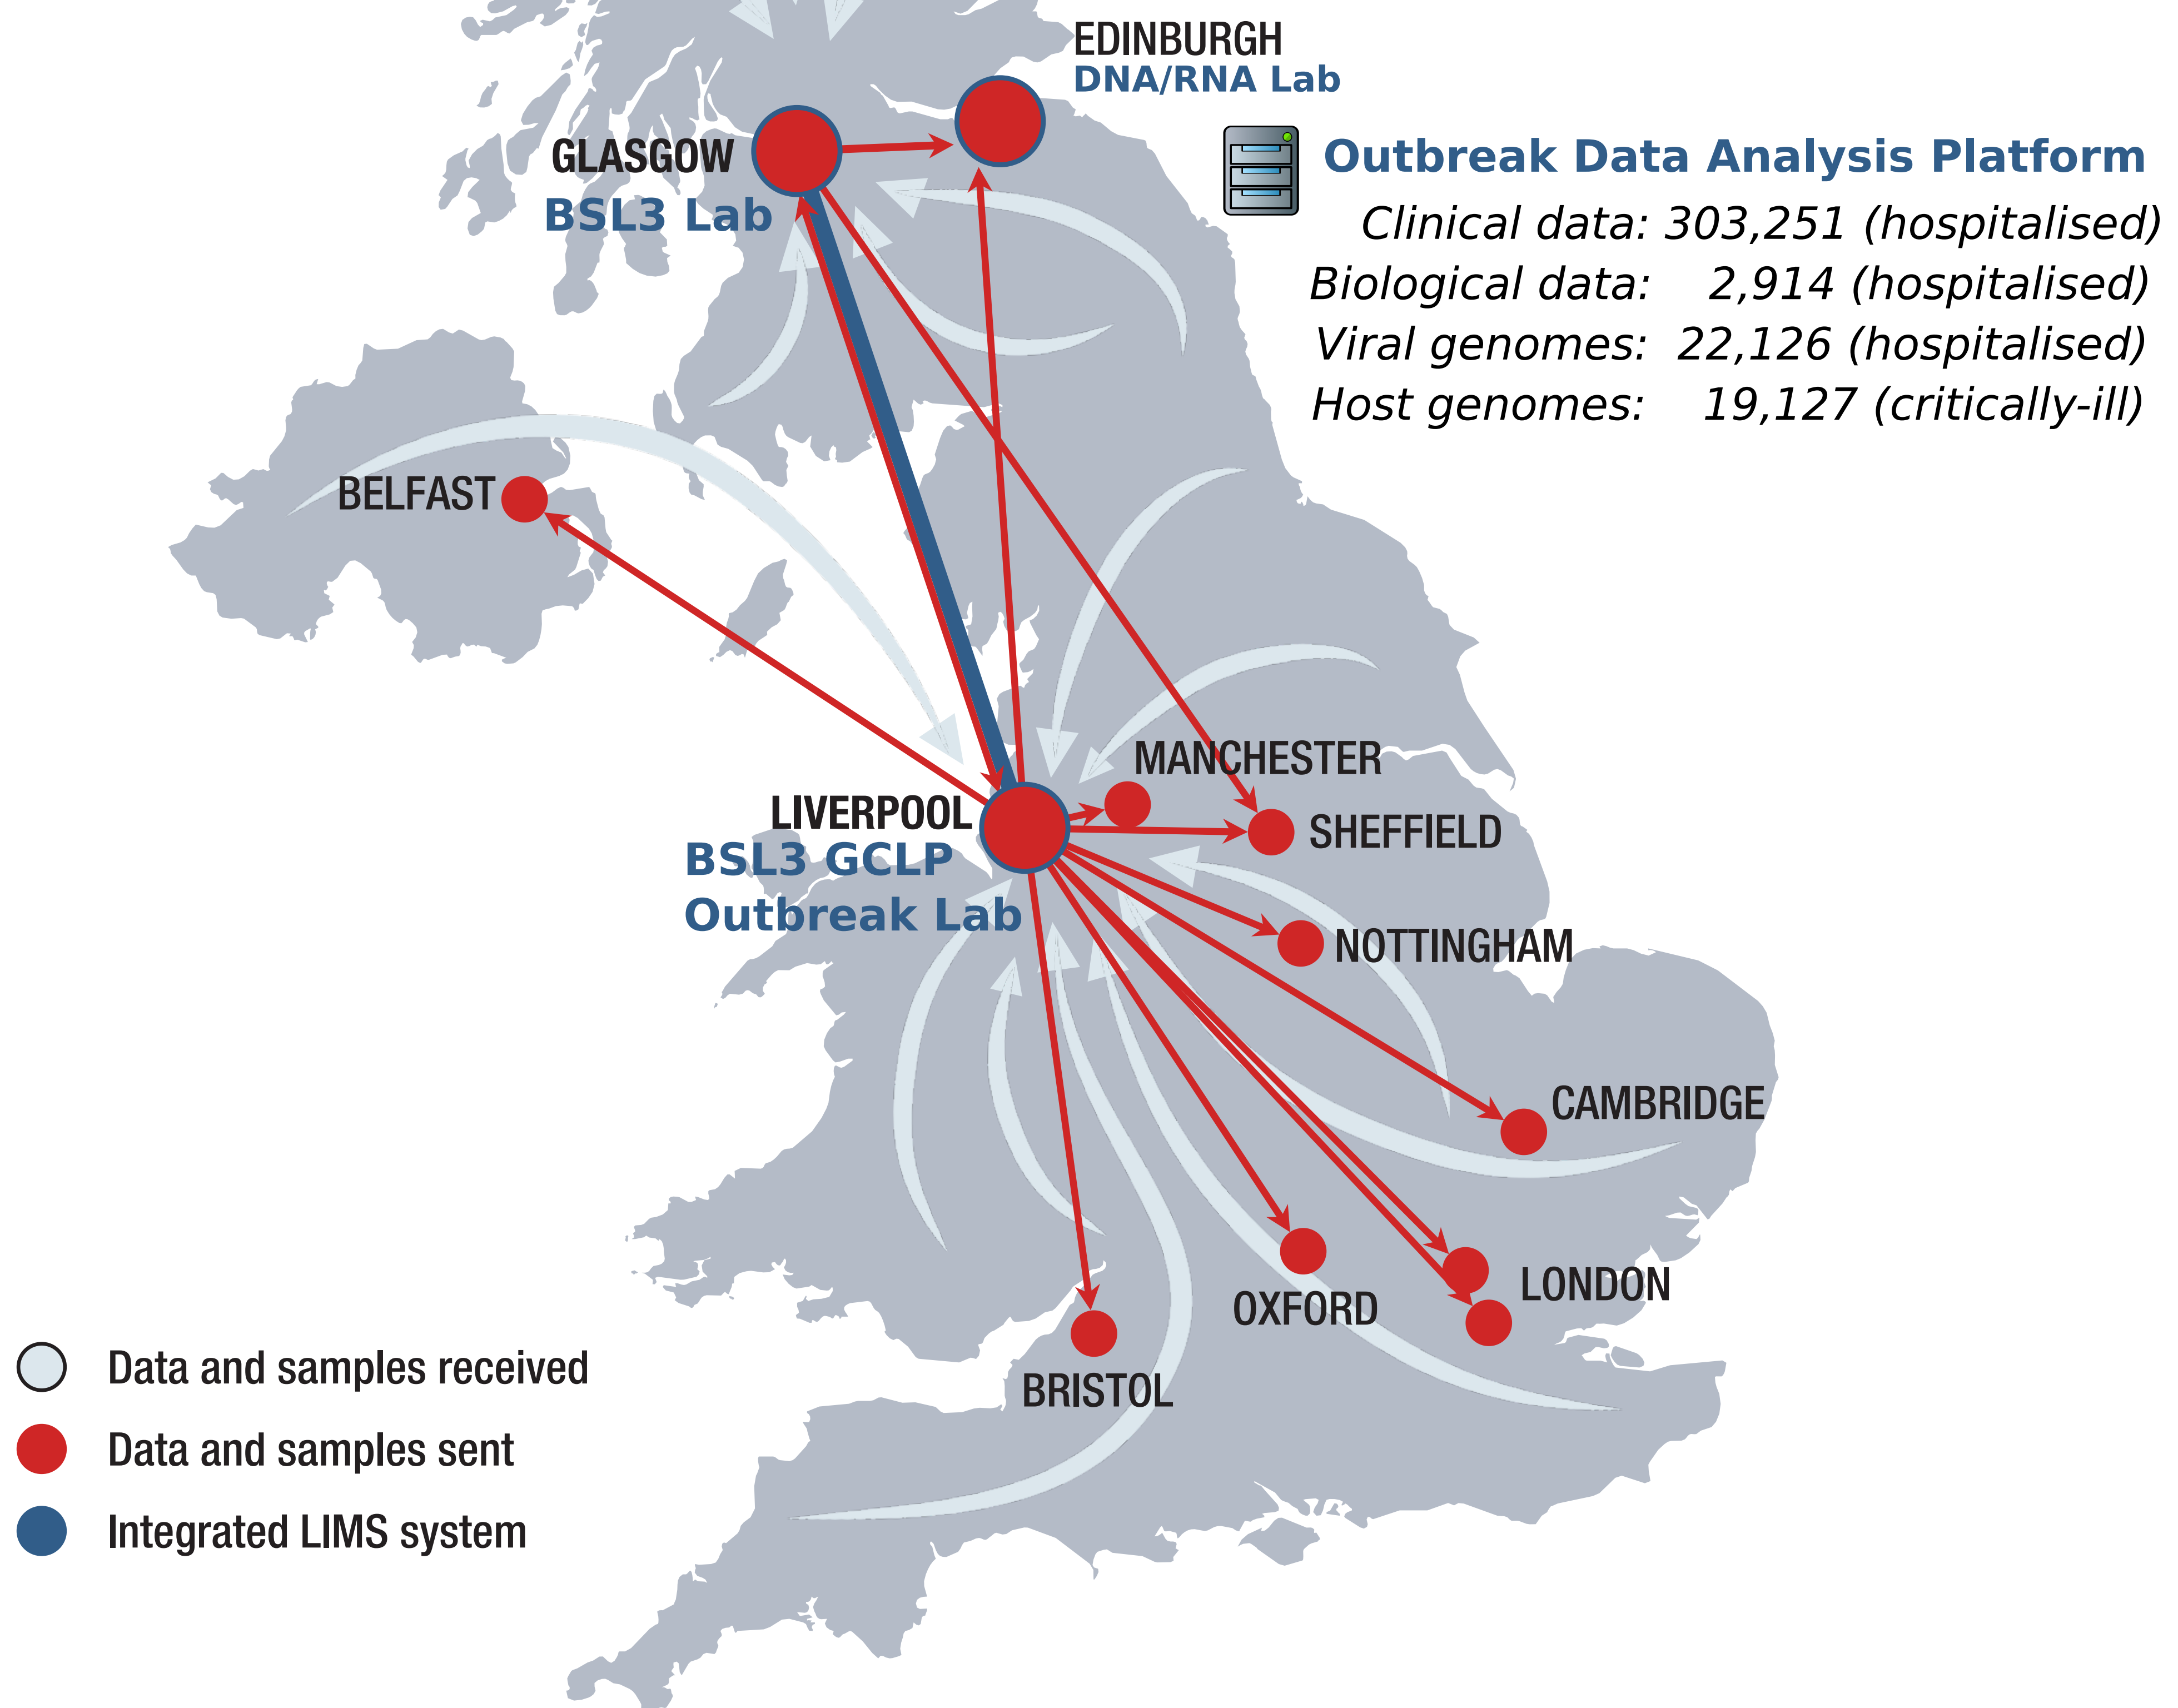 EDINBURGH
DNA/RNA Lab
GLASGOW
BSL3 Lab
Outbreak Data Analysis Platform
Clinical data: 303,251 (hospitalised)
Biological data: 2,914 (hospitalised)
Viral genomes: 22,126 (hospitalised)
Host genomes: 19,127 (critically-ill)
BELFAST
MANCHESTER
LIVERPOOL
BSL3 GCLP
Outbreak Lab
SHEFFIELD
NOTTINGHAM
CAMBRIDGE
LONDON
OXFORD
BRISTOL
Data and samples received
Data and samples sent
Integrated LIMS system